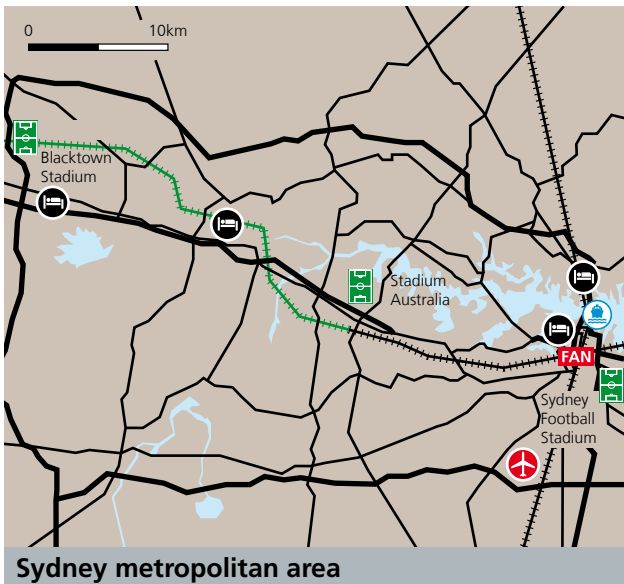 0 10km
Blacktown
Stadium
Stadium
Australia
FAN
Sydney
Football
Stadium
Sydney metropolitan area